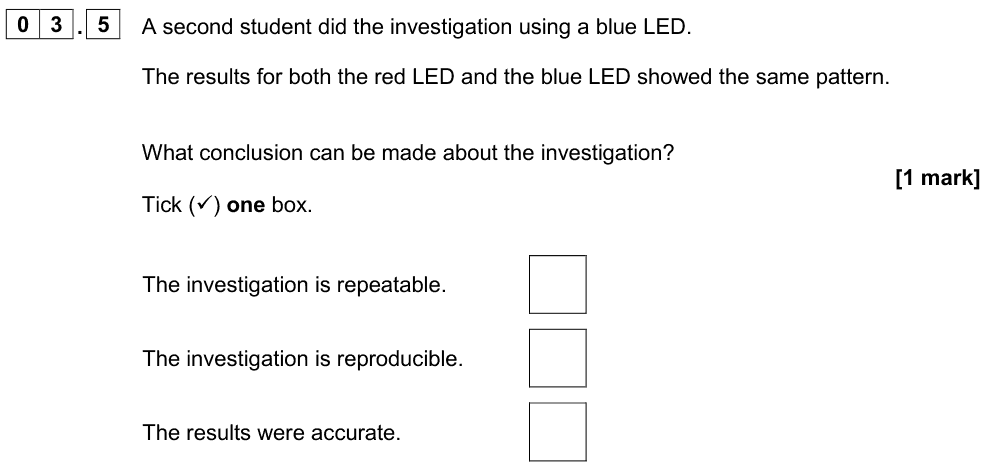 03.5 A second student did the investigation using a blue LED.
The results for both the red LED and the blue LED showed the same pattern.
What conclusion can be made about the investigation?
[1 mark]
Tick (✓) one box.
The investigation is repeatable.
The investigation is reproducible.
The results were accurate.